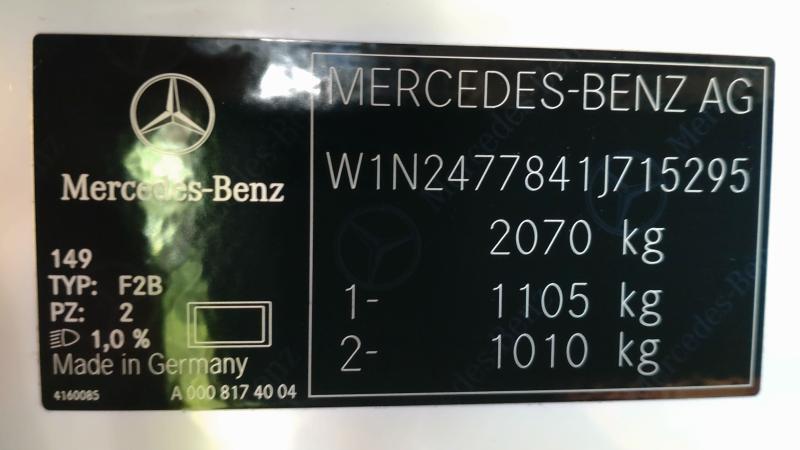 Mercedes-Benz
149
TYP: F2B
PZ: 2
1,0 %
Made in Germany
4160085
A 000 817 40 04
MERCEDES-BENZ AG
W1N2477841J715295
2070 kg
1- 1105 kg
2- 1010 kg